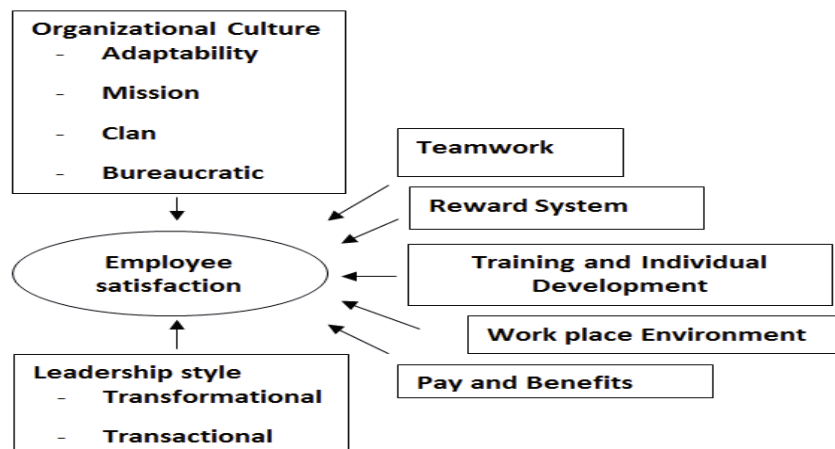 Organizational Culture
- Adaptability
- Mission
- Clan
- Bureaucratic
Teamwork
Reward System
Employee
satisfaction
Training and Individual
Development
Work place Environment
Pay and Benefits
Leadership style
- Transformational
- Transactional